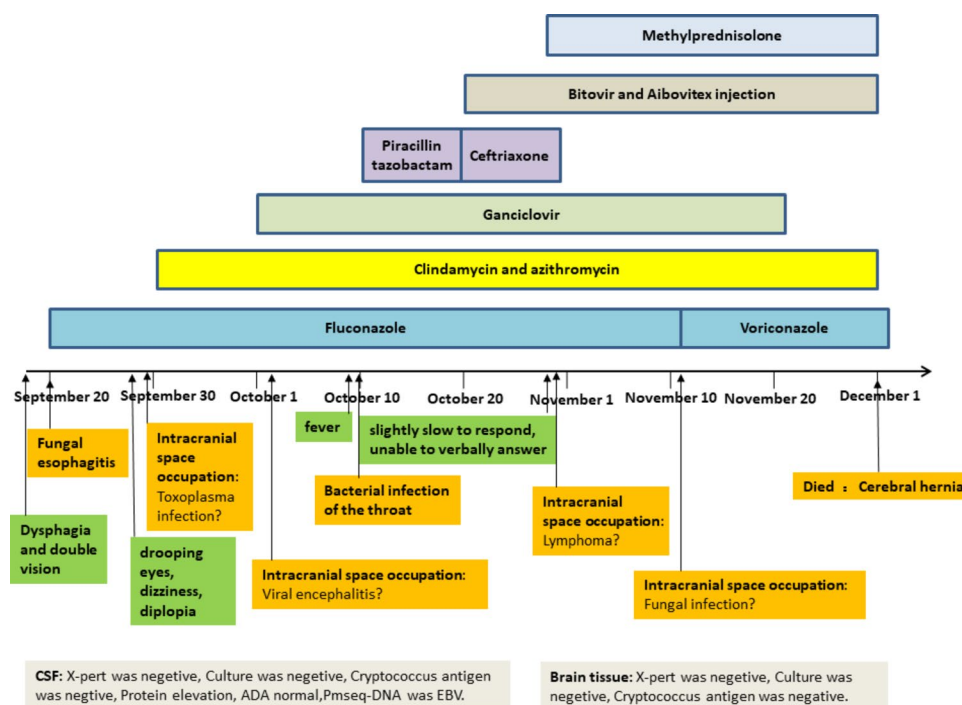 Methylprednisolone
Bitovir and Aibovitex injection
Piracillin
tazobactam
Ceftriaxone
Ganciclovir
Clindamycin and azithromycin
Fluconazole
Voriconazole
September 20
September 30
October 1
October 10
October 20
November 1
November 10
November 20
December 1
Fungal
esophagitis
Intracranial
space
occupation:
Toxoplasma
infection?
fever
slightly slow to respond,
unable to verbally answer
Bacterial infection
of the throat
Intracranial
space occupation:
Lymphoma?
Died : Cerebral hernia
Dysphagia
and double
vision
drooping
eyes,
dizziness,
diplopia
Intracranial space occupation:
Viral encephalitis?
Intracranial space occupation:
Fungal infection?
CSF: X-pert was negetive, Culture was negetive, Cryptococcus antigen
was negtive, Protein elevation, ADA normal,Pmseq-DNA was EBV.
Brain tissue: X-pert was negetive, Culture was
negetive, Cryptococcus antigen was negative.